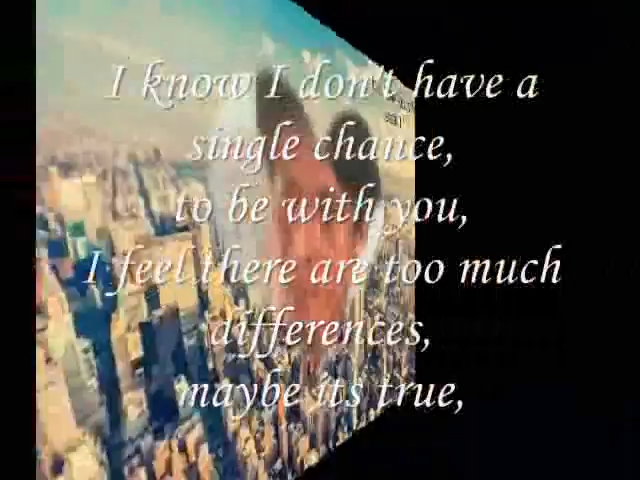 I know I don't have a
single chance,
to be with you,
I feel there are too much
differences,
maybe its true,